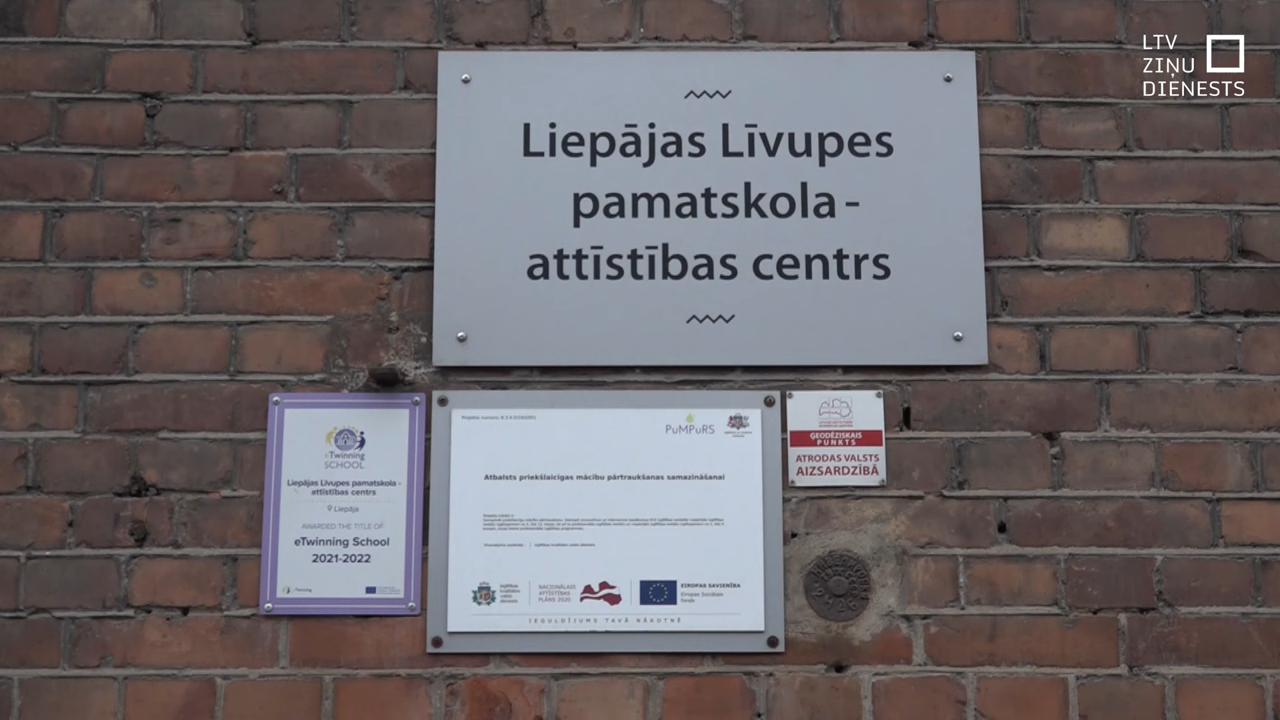 LTV
ZIŅU
DIENESTS
Liepājas Līvupes
pamatskola -
attīstības centrs
eTwinning
SCHOOL
Liepājas Līvupes pamatskola -
attīstības centrs
Liepāja
AWARDED THE TITLE OF
eTwinning School
2021-2022
PuMPuRS
Atbalsts priekšlaicīgas mācību pārtraukšanas samazināšanai
NACIONĀLAIS
ATTĪSTĪBAS
PLĀNS 2020
EIROPAS SAVIENĪBA
Eiropas Sociālais
fonds
IEGULDĪJUMS TAVĀ NĀKOTNĒ
ĢEODĒZISKAIS
PUNKTS
ATRODAS VALSTS
AIZSARDZĪBĀ